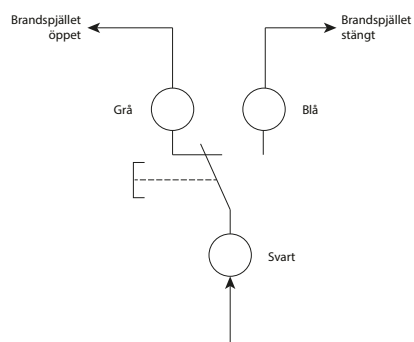 Brandspjället
öppet
Brandspjället
stängt
Grå
Blå
Svart